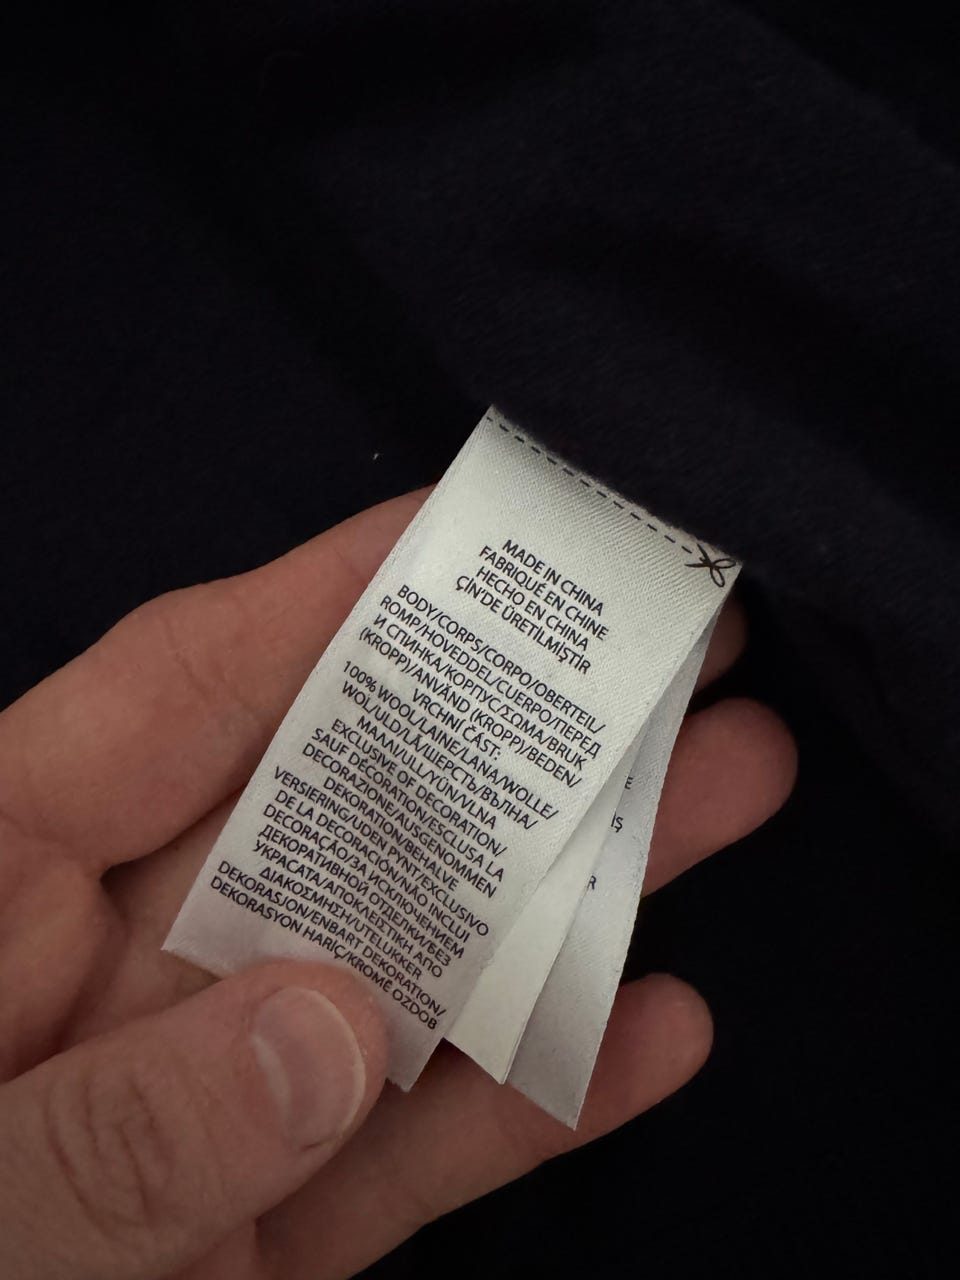 MADE IN CHINA
FABRIQUÉ EN CHINE
HECHO EN CHINA
ÇİN'DE ÜRETİLMİŞTİR
BODY/CORPS/CORPO/OBERTEIL/
ROMP/HOVEDDEL/CUERPO/ПЕРЕД
И СПИНКА/КОРПУС/ΣΩΜΑ/BRUK
(KROPP)/ANVÄND (KROPP)/BEDEN/
VRCHNÍ ČÁST:
100% WOOL/LAINE/LANA/WOLLE/
WOL/ULD/LÃ/ШЕРСТЬ/ВЪЛНА/
ΜΑΛΛΙ/ULL/YÜN/VLNA
EXCLUSIVE OF DECORATION/
SAUF DÉCORATION/ESCLUSA LA
DECORAZIONE/AUSGENOMMEN
DEKORATION/BEHALVE
VERSIERING/UDEN PYNT/EXCLUSIVO
DE LA DECORACIÓN/NÃO INCLUI
DECORAÇÃO/ЗА ИСКЛЮЧЕНИЕМ
ДЕКОРАТИВНОЙ ОТДЕЛКИ/БЕЗ
УКРАСАТА/ΑΠΟΚΛΕΙΣΤΙΚΗ ΑΠΟ
ΔΙΑΚΟΣΜΗΣΗ/UTELUKKER
DEKORASJON/ENBART DEKORATION/
DEKORASYON HARİÇ/KROMĚ OZDOB
E
İŞ
R